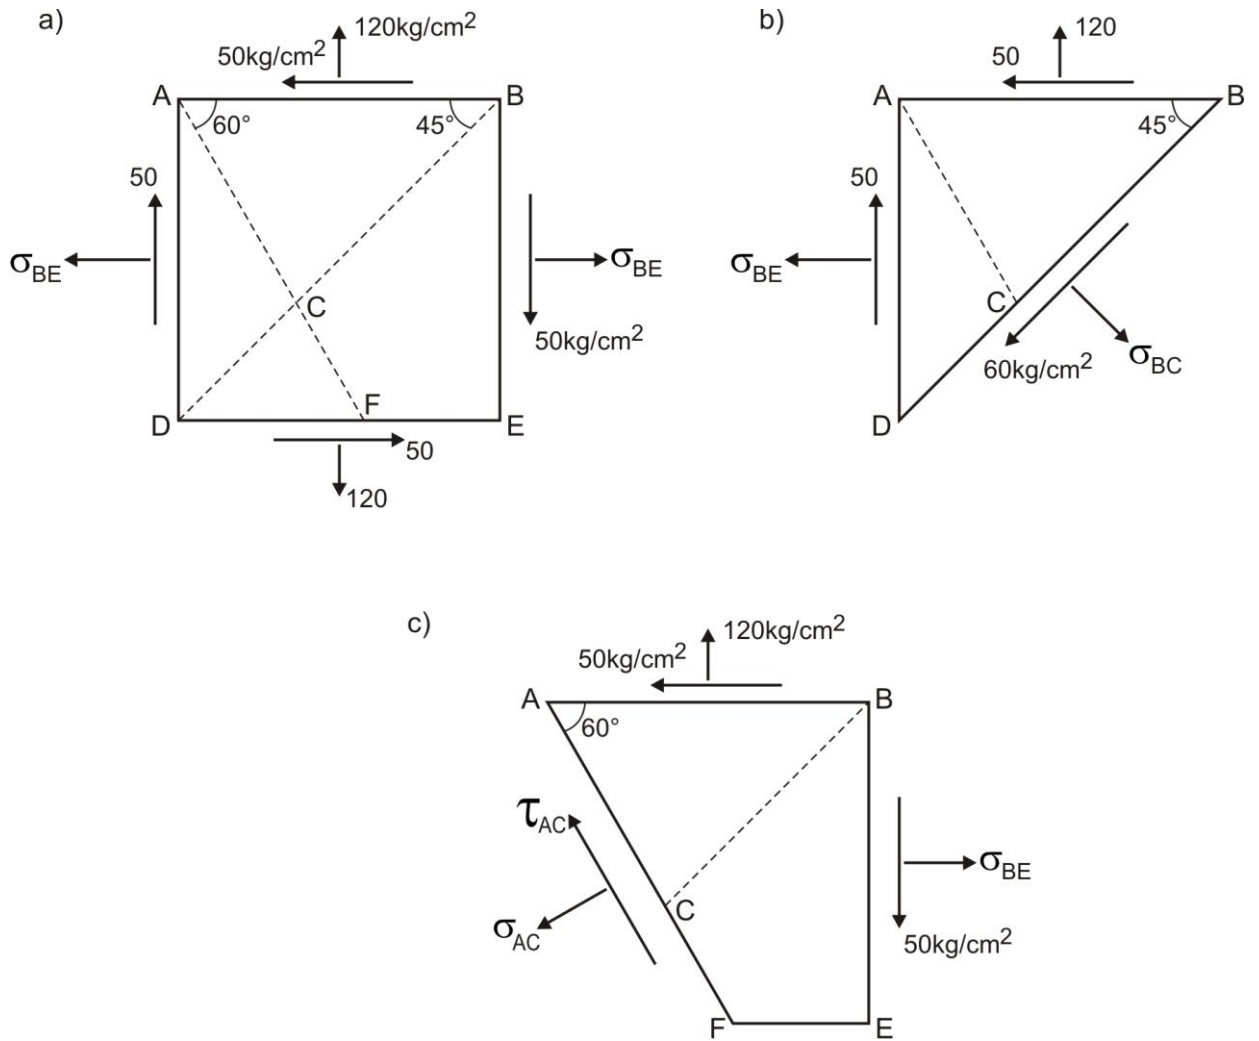 a)
120kg/cm²
50kg/cm²
A
B
60°
45°
50
σBE
σBE
C
50kg/cm²
F
D
E
50
120
b)
120
50
A
B
45°
50
σBE
C
60kg/cm²
σBC
D
c)
120kg/cm²
50kg/cm²
A
B
60°
τAC
σBE
C
σAC
50kg/cm²
F
E